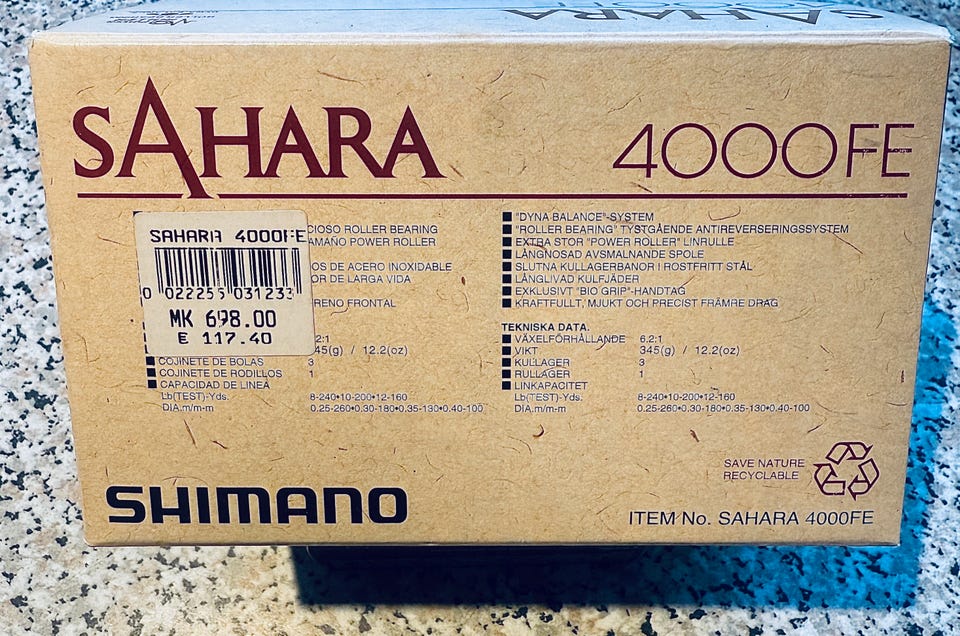 SAHARA
SAHARA 4000FE
"DYNA BALANCE"-SYSTEM
CIOSO ROLLER BEARING
"ROLLER BEARING" TYSTGÅENDE ANTIREVERSERINGSSYSTEM
AMAÑO POWER ROLLER
EXTRA STOR "POWER ROLLER" LINRULLE
LÅNGNOSAD AVSMALNANDE SPOLE
OS DE ACERO INOXIDABLE
SLUTNA KULLAGERBANOR I ROSTFRITT STÅL
OR DE LARGA VIDA
LÅNGLIVAD KULFJÄDER
EXKLUSIVT "BIO GRIP"-HANDTAG
RENO FRONTAL
KRAFTFULLT, MJUKT OCH PRECIST FRÄMRE DRAG
SAHARA 4000FE
0 022255 031233
MK 698.00
E 117.40
TEKNISKA DATA.
.2:1
VÄXELFÖRHÅLLANDE 6.2:1
45(g) / 12.2(oz)
VIKT 345(g) / 12.2(oz)
COJINETE DE BOLAS 3
KULLAGER 3
COJINETE DE RODILLOS 1
RULLAGER 1
CAPACIDAD DE LINEA
LINKAPACITET
Lb(TEST)-Yds. 8-240•10-200•12-160
Lb(TEST)-Yds. 8-240•10-200•12-160
DIA.m/m-m 0.25-260•0.30-180•0.35-130•0.40-100
DIA.m/m-m 0.25-260•0.30-180•0.35-130•0.40-100
SAVE NATURE
RECYCLABLE
SHIMANO
ITEM No. SAHARA 4000FE